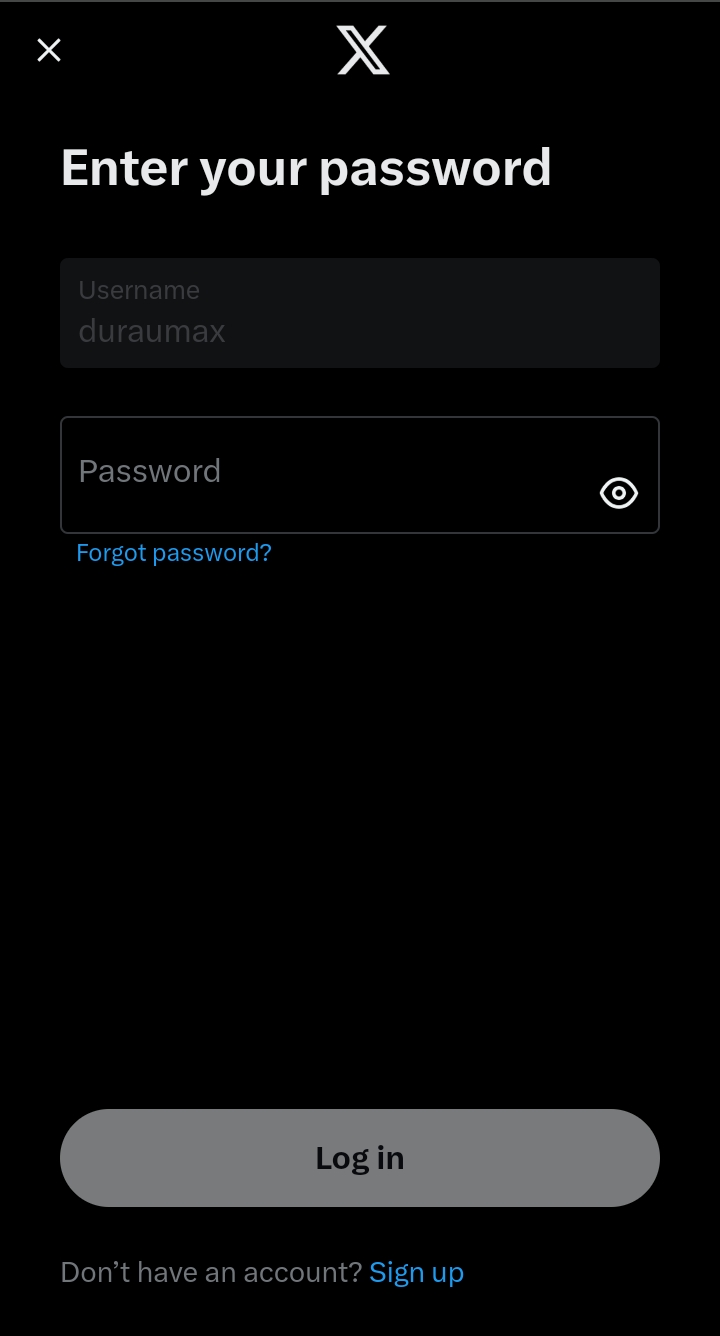 Enter your password
Username
duraumax
Password
Forgot password?
Log in
Don’t have an account? Sign up